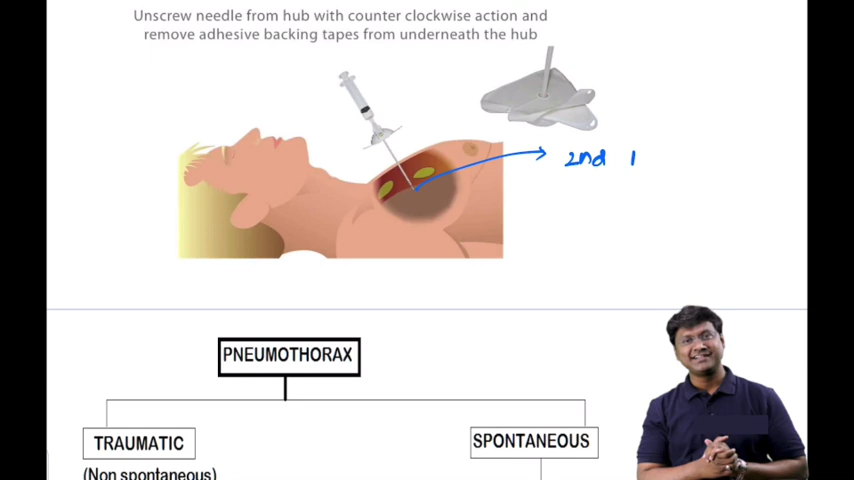 Unscrew needle from hub with counter clockwise action and
remove adhesive backing tapes from underneath the hub
2nd I
PNEUMOTHORAX
TRAUMATIC
SPONTANEOUS
(Non spontaneous)